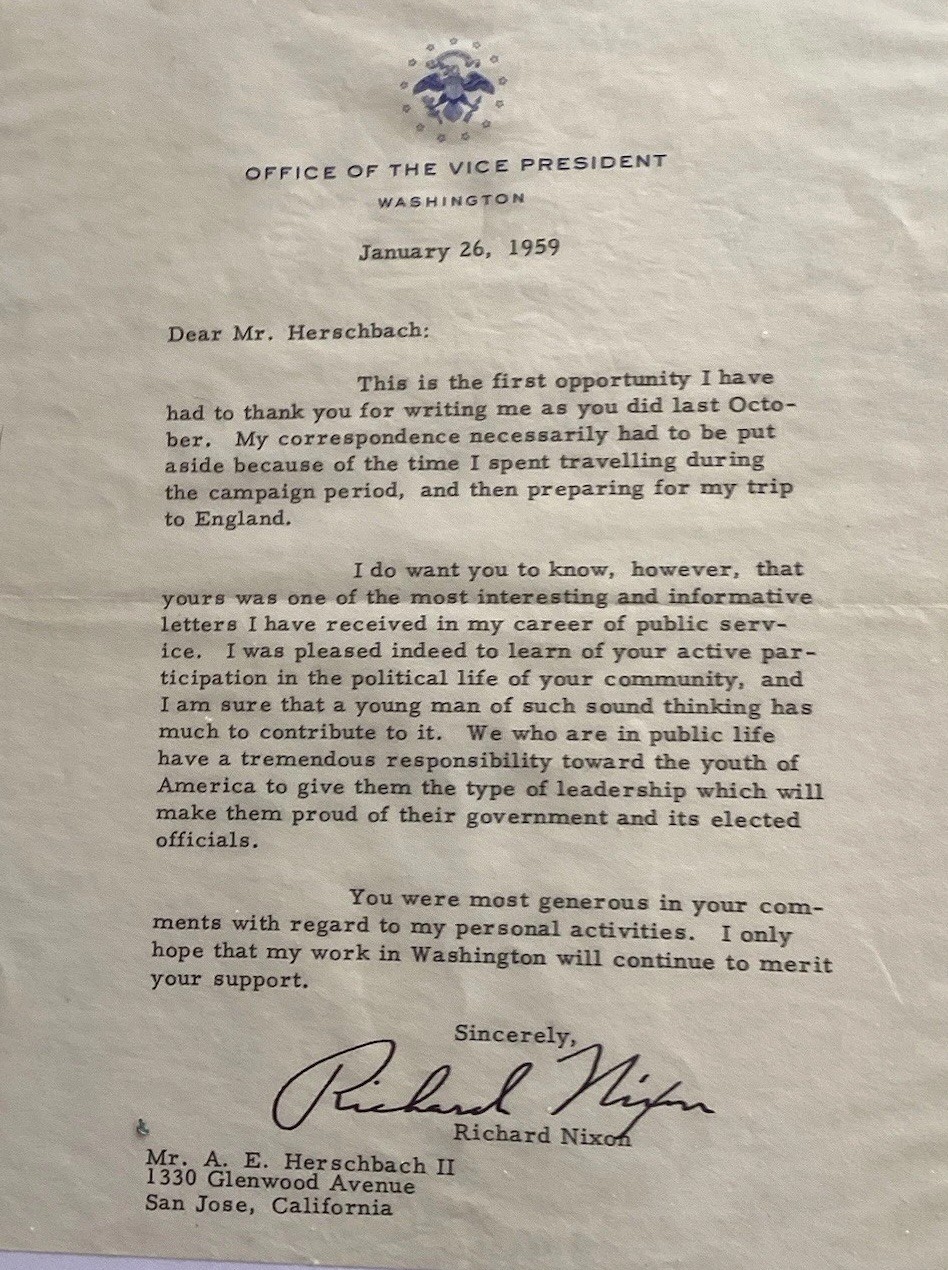 OFFICE OF THE VICE PRESIDENT
WASHINGTON
January 26, 1959
Dear Mr. Herschbach:
This is the first opportunity I have
had to thank you for writing me as you did last Octo-
ber. My correspondence necessarily had to be put
aside because of the time I spent travelling during
the campaign period, and then preparing for my trip
to England.
I do want you to know, however, that
yours was one of the most interesting and informative
letters I have received in my career of public serv-
ice. I was pleased indeed to learn of your active par-
ticipation in the political life of your community, and
I am sure that a young man of such sound thinking has
much to contribute to it. We who are in public life
have a tremendous responsibility toward the youth of
America to give them the type of leadership which will
make them proud of their government and its elected
officials.
You were most generous in your com-
ments with regard to my personal activities. I only
hope that my work in Washington will continue to merit
your support.
Sincerely,
Richard Nixon
Richard Nixon
Mr. A. E. Herschbach II
1330 Glenwood Avenue
San Jose, California